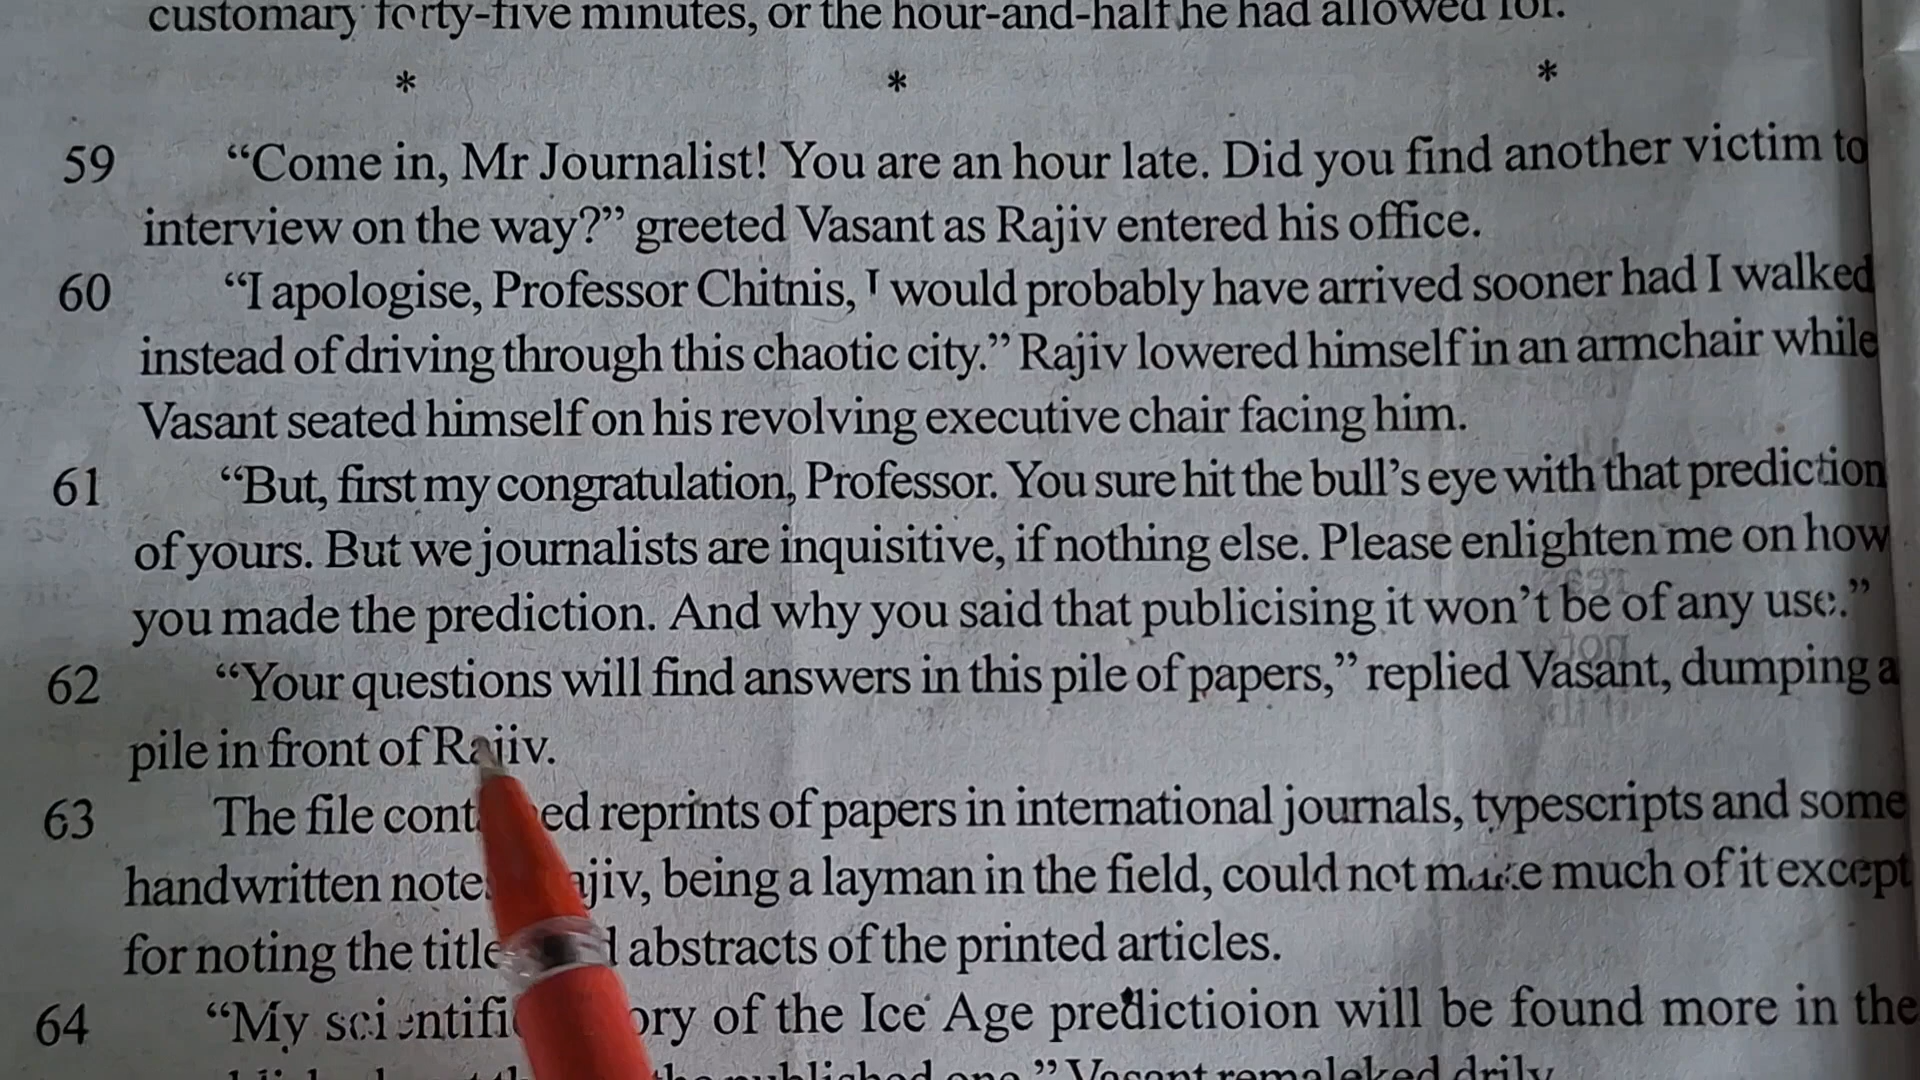 customary forty-five minutes, or the hour-and-half he had allowed for.
* * *
59 “Come in, Mr Journalist! You are an hour late. Did you find another victim to
interview on the way?” greeted Vasant as Rajiv entered his office.
60 “I apologise, Professor Chitnis, I would probably have arrived sooner had I walked
instead of driving through this chaotic city.” Rajiv lowered himself in an armchair while
Vasant seated himself on his revolving executive chair facing him.
61 “But, first my congratulation, Professor. You sure hit the bull’s eye with that prediction
of yours. But we journalists are inquisitive, if nothing else. Please enlighten me on how
you made the prediction. And why you said that publicising it won’t be of any use.”
62 “Your questions will find answers in this pile of papers,” replied Vasant, dumping a
pile in front of Rajiv.
63 The file reprints of papers in international journals, typescripts and some
handwritten being a layman in the field, could not make much of it except
for noting the abstracts of the printed articles.
64 “My of the Ice Age predictioion will be found more in the
one.” Vasant remaleked drily.